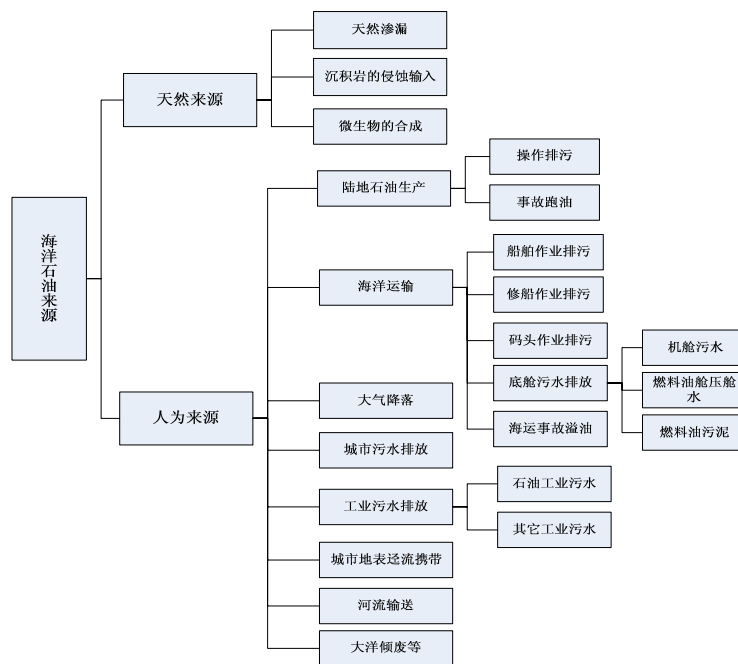 海洋石油来源
天然来源
天然渗漏
沉积岩的侵蚀输入
微生物的合成
人为来源
陆地石油生产
操作排污
事故跑油
海洋运输
船舶作业排污
修船作业排污
码头作业排污
底舱污水排放
机舱污水
燃料油舱压舱
水
燃料油污泥
海运事故溢油
大气降落
城市污水排放
工业污水排放
石油工业污水
其它工业污水
城市地表迳流携带
河流输送
大洋倾废等